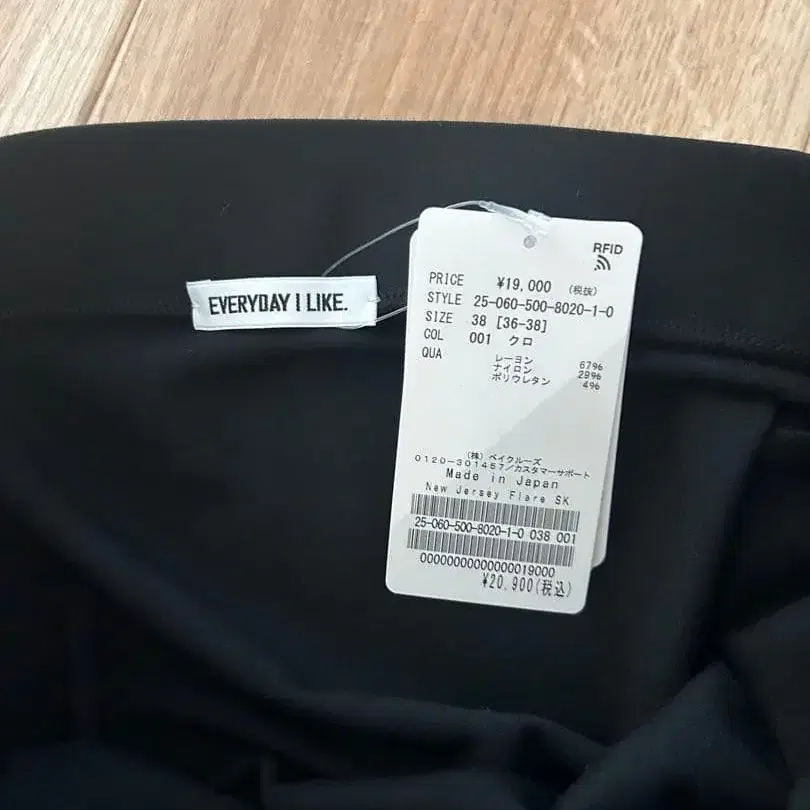 EVERYDAY I LIKE.
RFID
PRICE ¥19,000 (税抜)
STYLE 25-060-500-8020-1-0
SIZE 38 [36-38]
COL 001 クロ
QUA レーヨン 67%
ナイロン 29%
ポリウレタン 4%
(株)ベイクルーズ
0120-301457/カスタマーサポート
Made in Japan
New Jersey Flare SK
25-060-500-8020-1-0 038 001
00000000000000019000
¥20,900(税込)